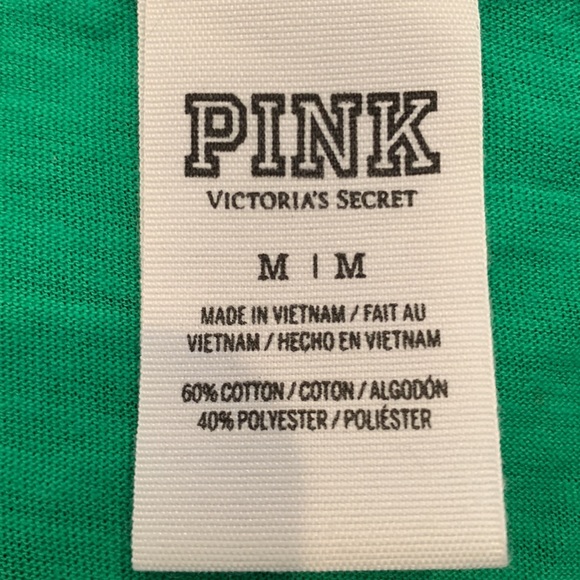 PINK
VICTORIA'S SECRET
M | M
MADE IN VIETNAM / FAIT AU
VIETNAM / HECHO EN VIETNAM
60% COTTON / COTON / ALGODÓN
40% POLYESTER / POLIÉSTER